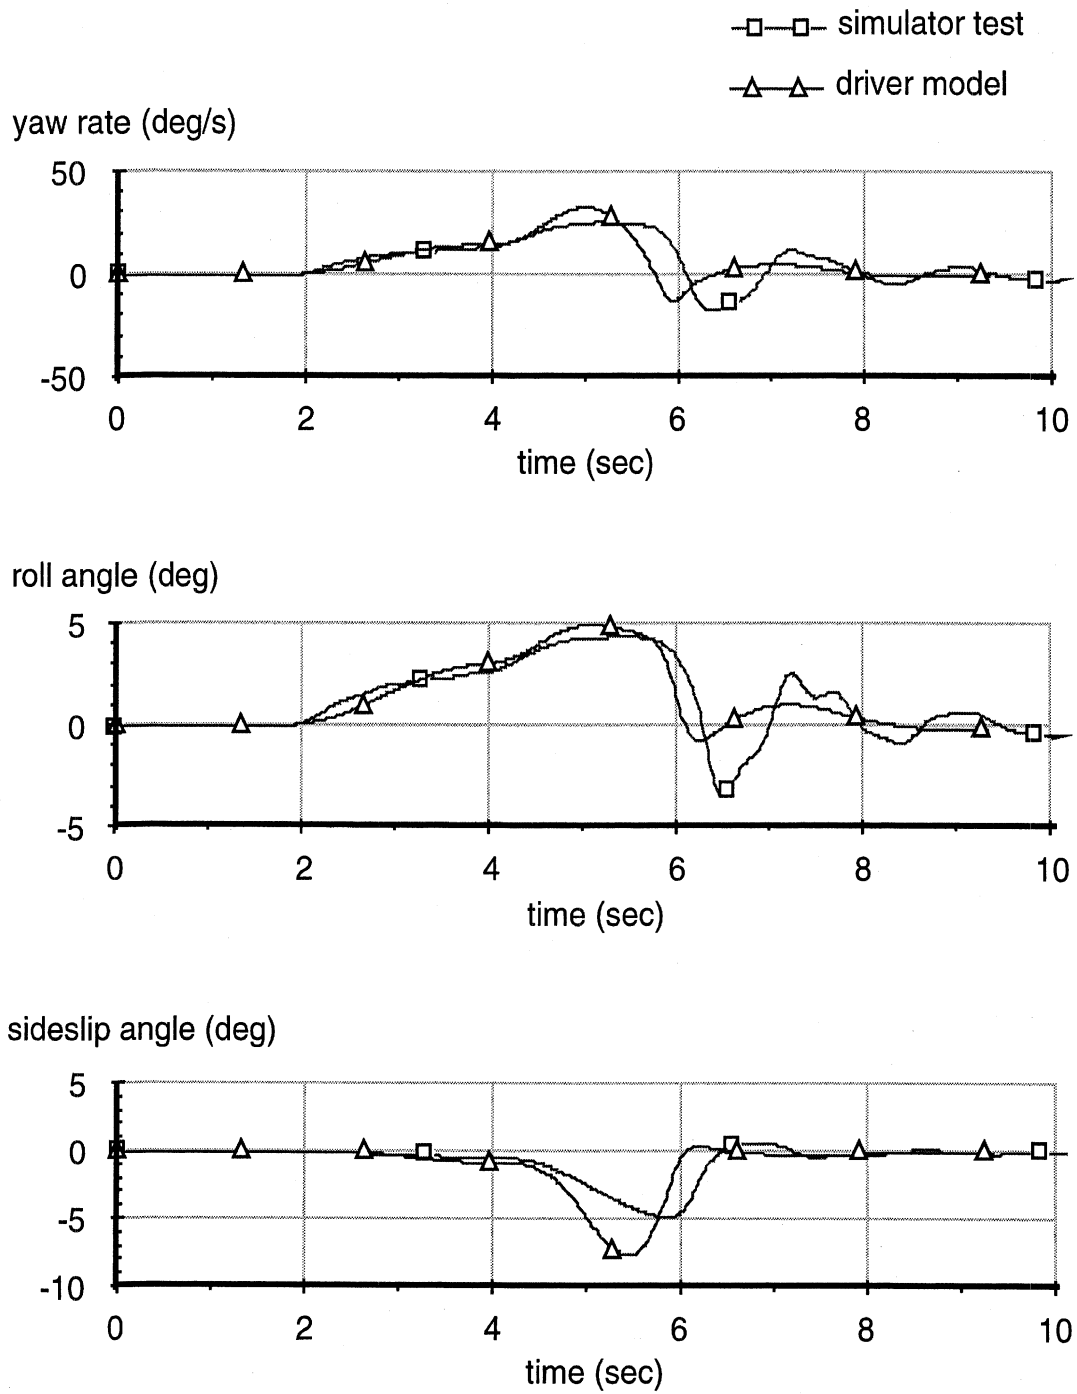 simulator test
driver model
yaw rate (deg/s)
50
0
-50
0 2 4 6 8 10
time (sec)
roll angle (deg)
5
0
-5
0 2 4 6 8 10
time (sec)
sideslip angle (deg)
5
0
-5
-10
0 2 4 6 8 10
time (sec)